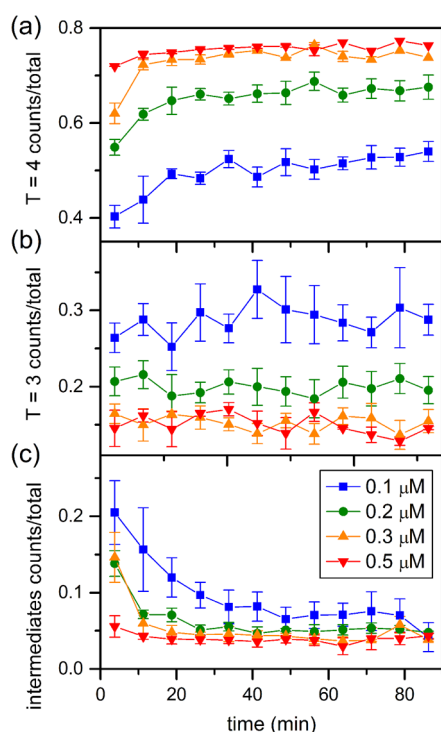 (a)
0.8
0.6
0.4
T = 4 counts/total
(b)
0.3
0.2
T = 3 counts/total
(c)
0.2
0.1
0.0
intermediates counts/total
0.1 μM
0.2 μM
0.3 μM
0.5 μM
0 20 40 60 80
time (min)